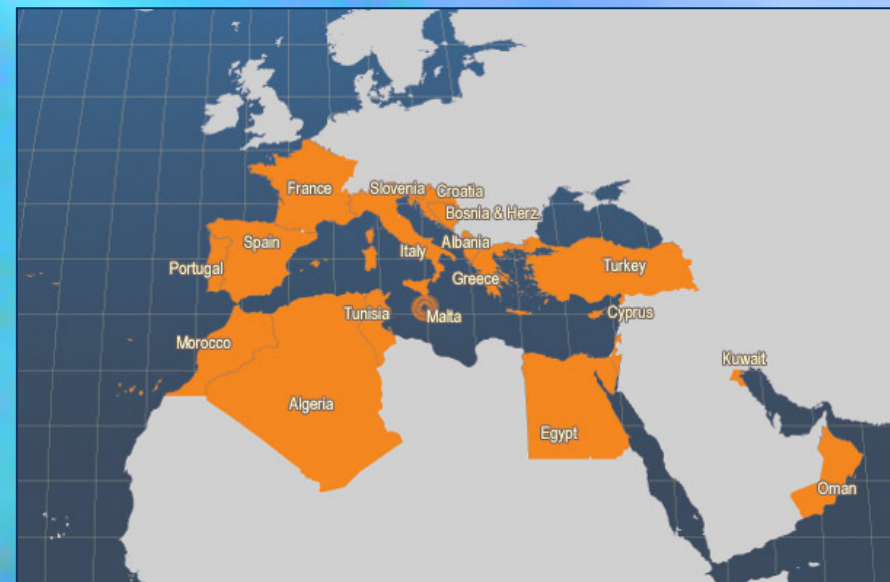 France
Slovenia
Croatia
Bosnia & Herz.
Spain
Italy
Albania
Portugal
Greece
Turkey
Tunisia
Malta
Cyprus
Morocco
Kuwait
Algeria
Egypt
Oman